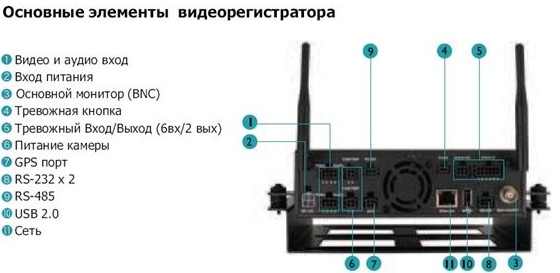 Основные элементы видеорегистратора
1 Видео и аудио вход
2 Вход питания
3 Основной монитор (BNC)
4 Тревожная кнопка
5 Тревожный Вход/Выход (6вх/2 вых)
6 Питание камеры
7 GPS порт
8 RS-232 x 2
9 RS-485
10 USB 2.0
11 Сеть
9 4 5
1
2
6 7 11 10 8 3